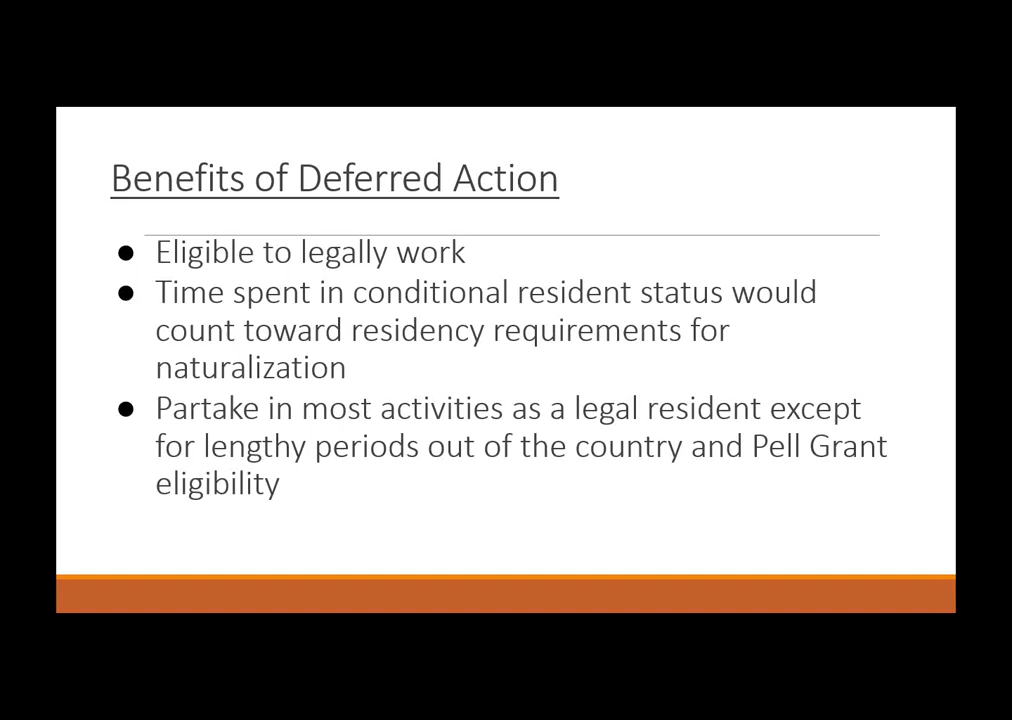 Benefits of Deferred Action
● Eligible to legally work
● Time spent in conditional resident status would
count toward residency requirements for
naturalization
● Partake in most activities as a legal resident except
for lengthy periods out of the country and Pell Grant
eligibility